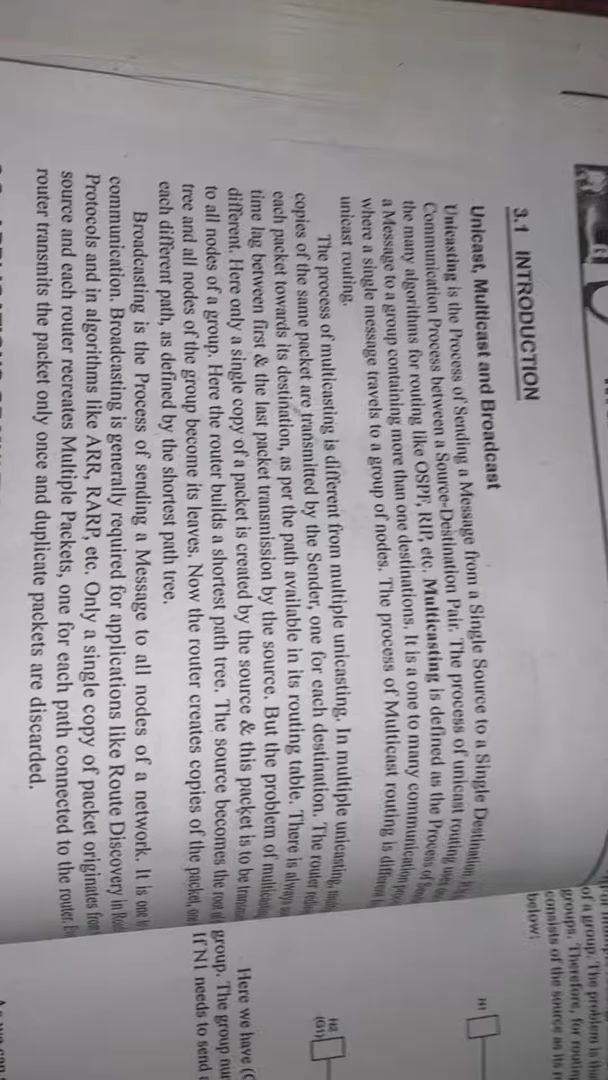 3.1 INTRODUCTION
Unicast, Multicast and Broadcast
Unicasting is the Process of Sending a Message from a Single Source to a Single Destination.
Communication Process between a Source-Destination Pair. The process of unicast routing
the many algorithms for routing like OSPF, RIP, etc. Multicasting is defined as the Process of
a Message to a group containing more than one destinations. It is a one to many communication
where a single message travels to a group of nodes. The process of Multicast routing is different
unicast routing.
The process of multicasting is different from multiple unicasting. In multiple unicasting,
copies of the same packet are transmitted by the Sender, one for each destination. The router
each packet towards its destination, as per the path available in its routing table. There is always
time lag between first & the last packet transmission by the source. But the problem of
different. Here only a single copy of a packet is created by the source & this packet is to be
to all nodes of a group. Here the router builds a shortest path tree. The source becomes the
tree and all nodes of the group become its leaves. Now the router creates copies of the packet,
each different path, as defined by the shortest path tree.
Broadcasting is the Process of sending a Message to all nodes of a network. It is one
communication. Broadcasting is generally required for applications like Route Discovery in
Protocols and in algorithms like ARR, RARP, etc. Only a single copy of packet originates from
source and each router recreates Multiple Packets, one for each path connected to the router.
router transmits the packet only once and duplicate packets are discarded.
of a group. The problem is
groups. Therefore, for
consists of the source as its
below:
H1
H2
(G1)
Here we have
group. The group
If N1 needs to send